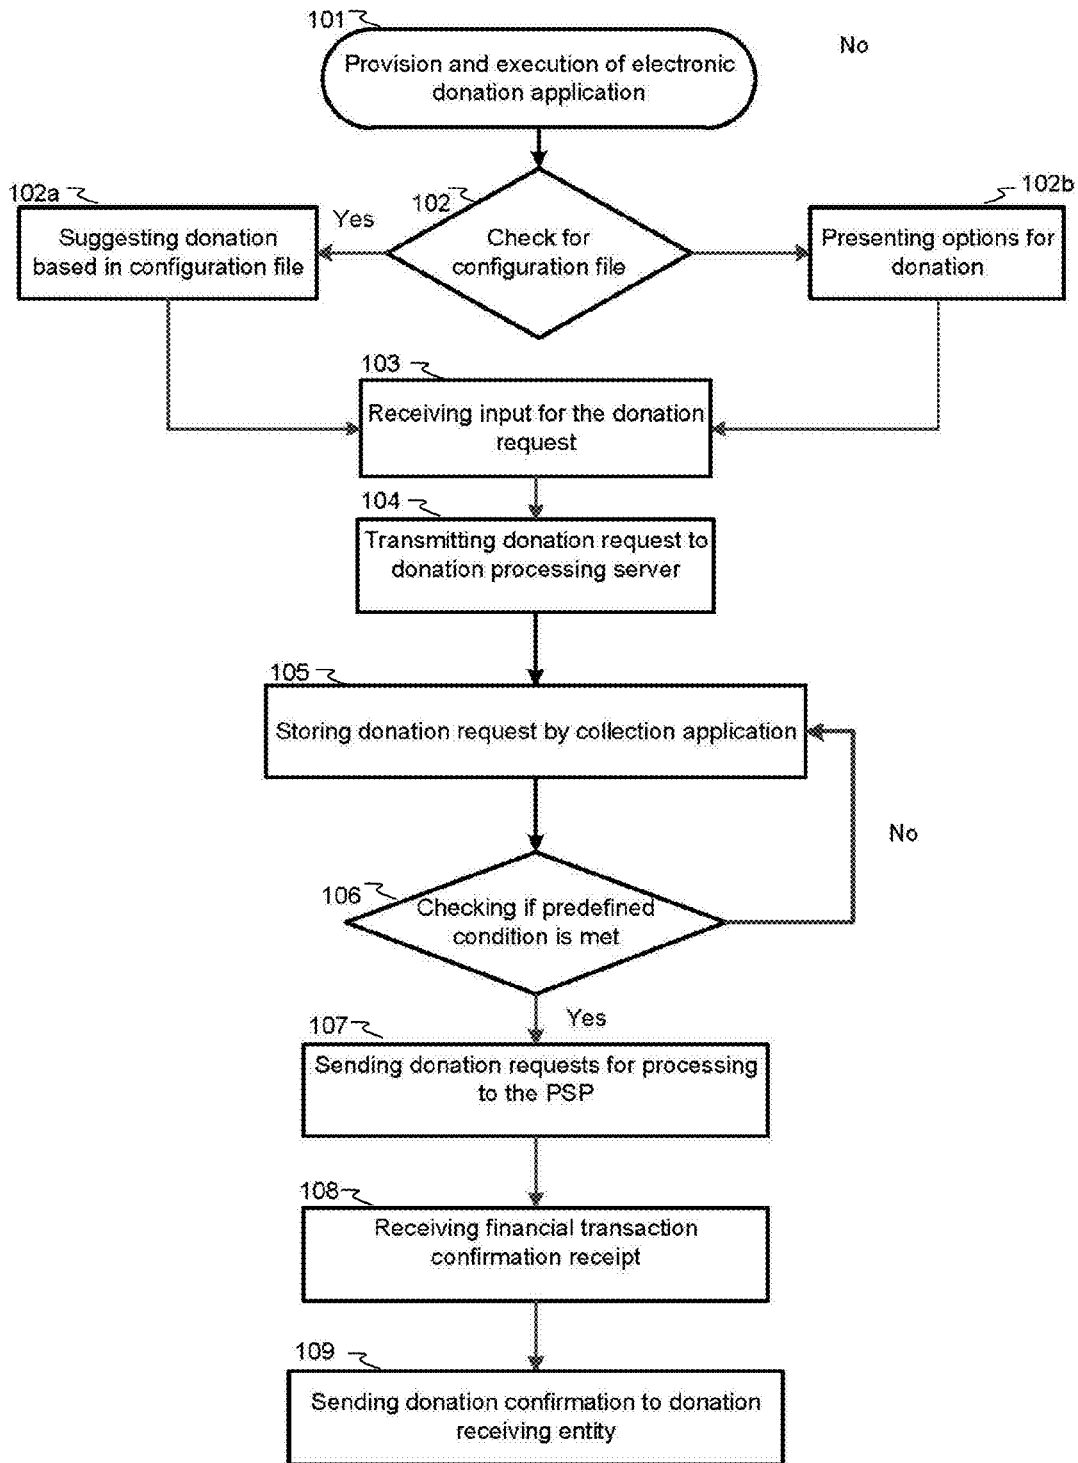 101
No
Provision and execution of electronic
donation application
102a
102
102b
Yes
Suggesting donation
based in configuration file
Check for
configuration file
Presenting options for
donation
103
Receiving input for the donation
request
104
Transmitting donation request to
donation processing server
105
Storing donation request by collection application
No
106
Checking if predefined
condition is met
Yes
107
Sending donation requests for processing
to the PSP
108
Receiving financial transaction
confirmation receipt
109
Sending donation confirmation to donation
receiving entity